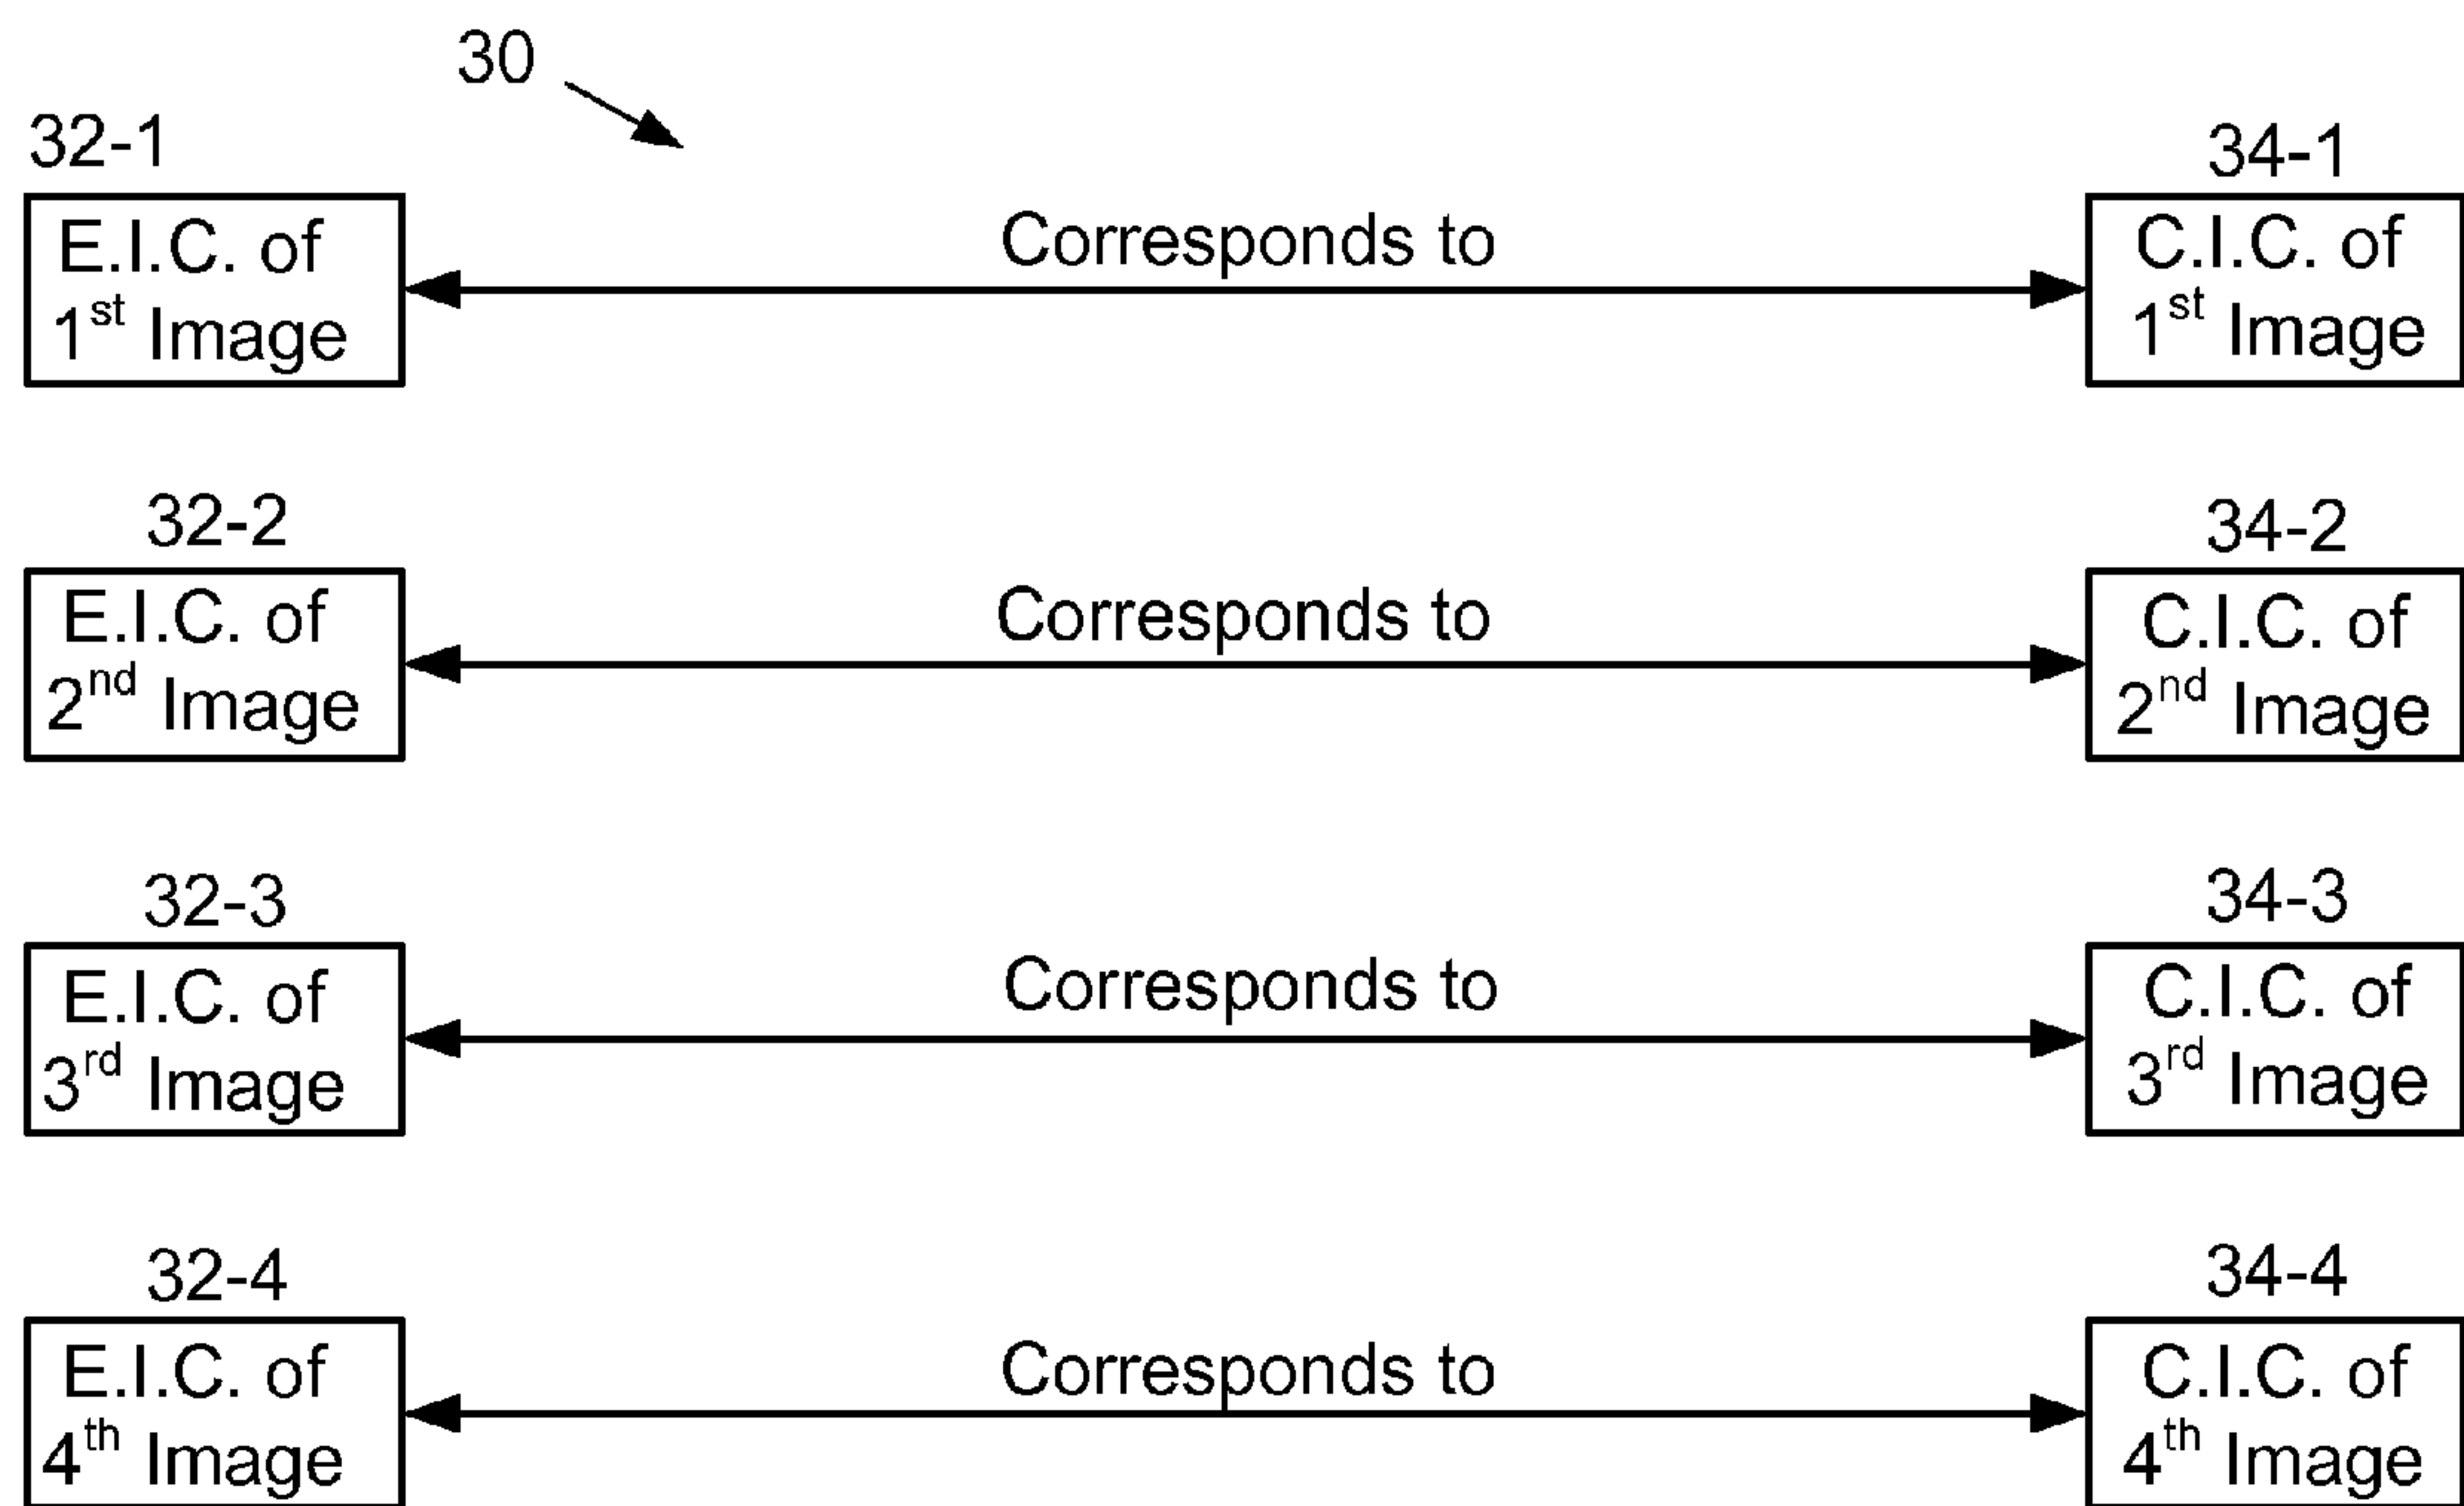 30
32-1
34-1
E.I.C. of
1st Image
Corresponds to
C.I.C. of
1st Image
32-2
34-2
E.I.C. of
2nd Image
Corresponds to
C.I.C. of
2nd Image
32-3
34-3
E.I.C. of
3rd Image
Corresponds to
C.I.C. of
3rd Image
32-4
34-4
E.I.C. of
4th Image
Corresponds to
C.I.C. of
4th Image